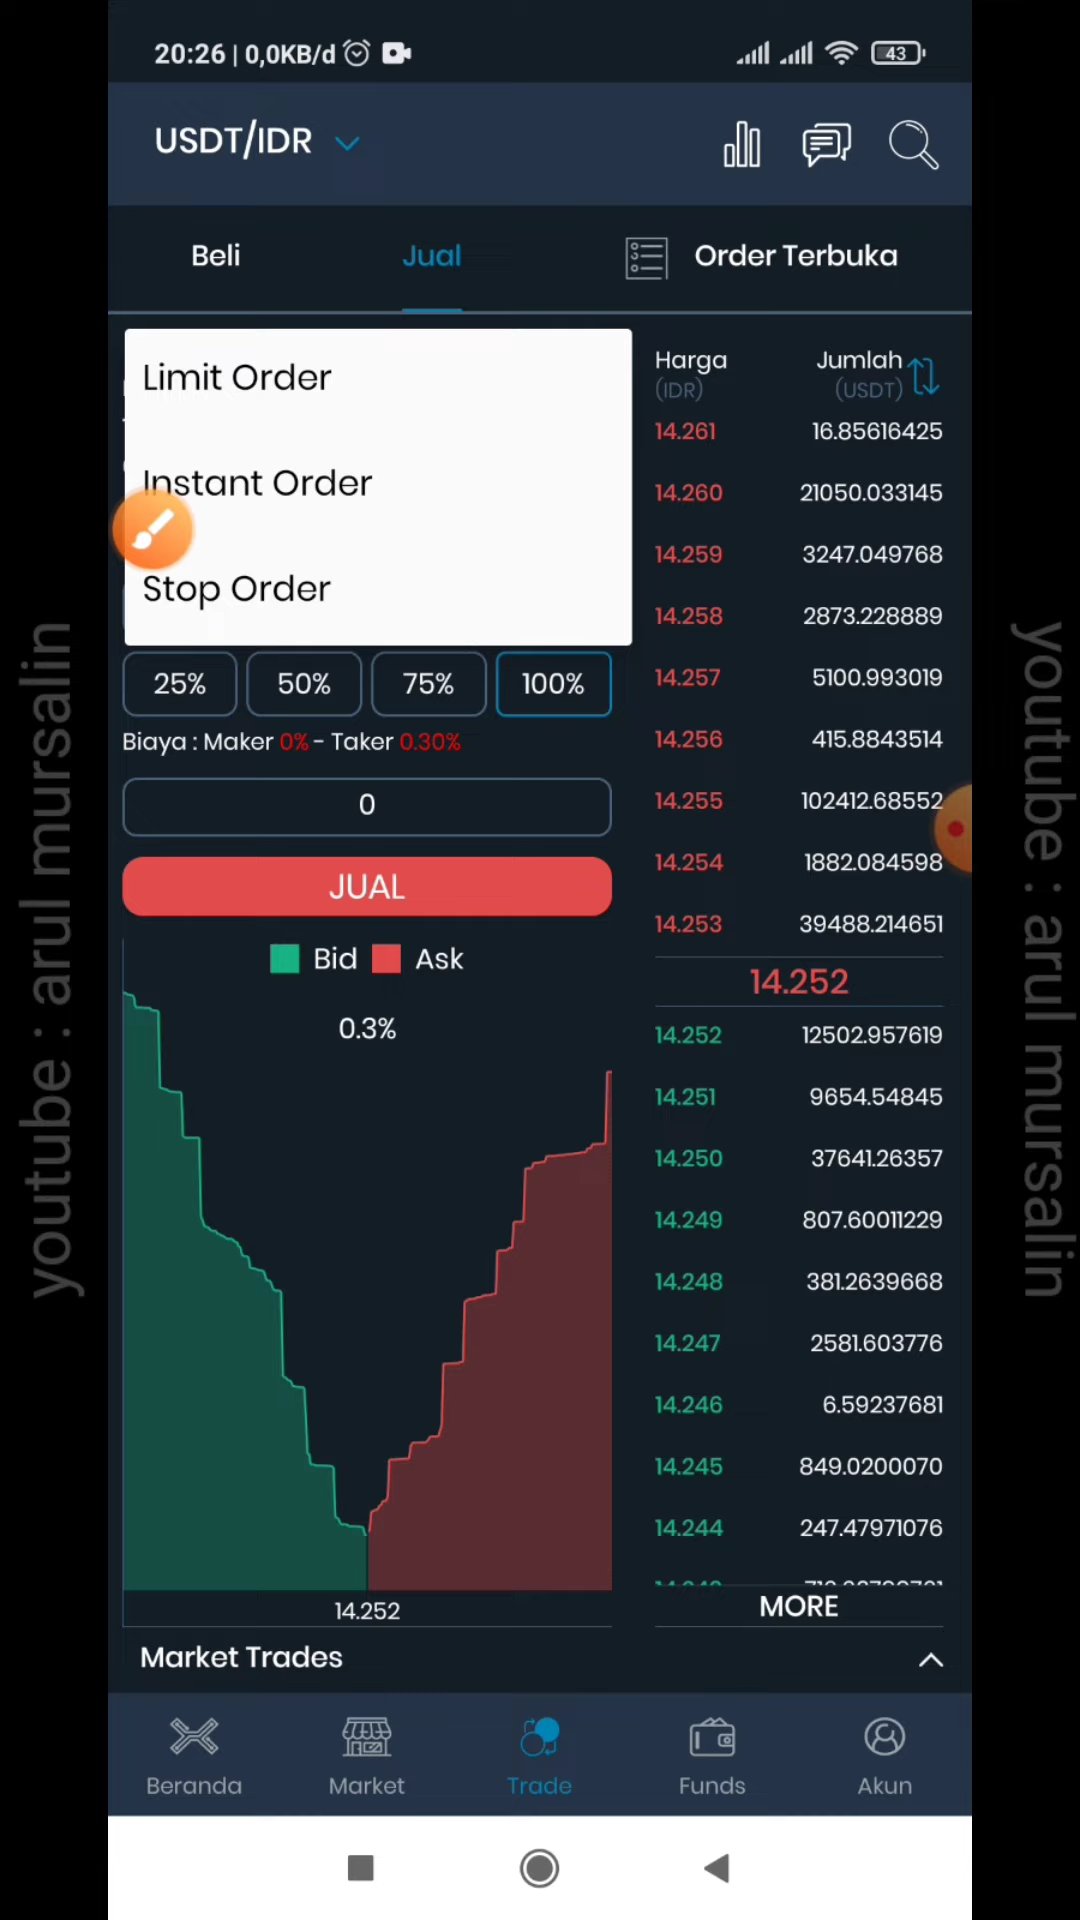 20:26 | 0,0KB/d
43
USDT/IDR
Beli
Jual
Order Terbuka
Limit Order
Instant Order
Stop Order
25%
50%
75%
100%
Biaya : Maker 0% - Taker 0.30%
0
JUAL
Bid
Ask
0.3%
14.252
Harga Jumlah
(IDR) (USDT)
14.261 16.85616425
14.260 21050.033145
14.259 3247.049768
14.258 2873.228889
14.257 5100.993019
14.256 415.8843514
14.255 102412.68552
14.254 1882.084598
14.253 39488.214651
14.252
14.252 12502.957619
14.251 9654.54845
14.250 37641.26357
14.249 807.60011229
14.248 381.2639668
14.247 2581.603776
14.246 6.59237681
14.245 849.0200070
14.244 247.47971076
MORE
Market Trades
Beranda
Market
Trade
Funds
Akun
youtube : arul mursalin
youtube : arul mursalin